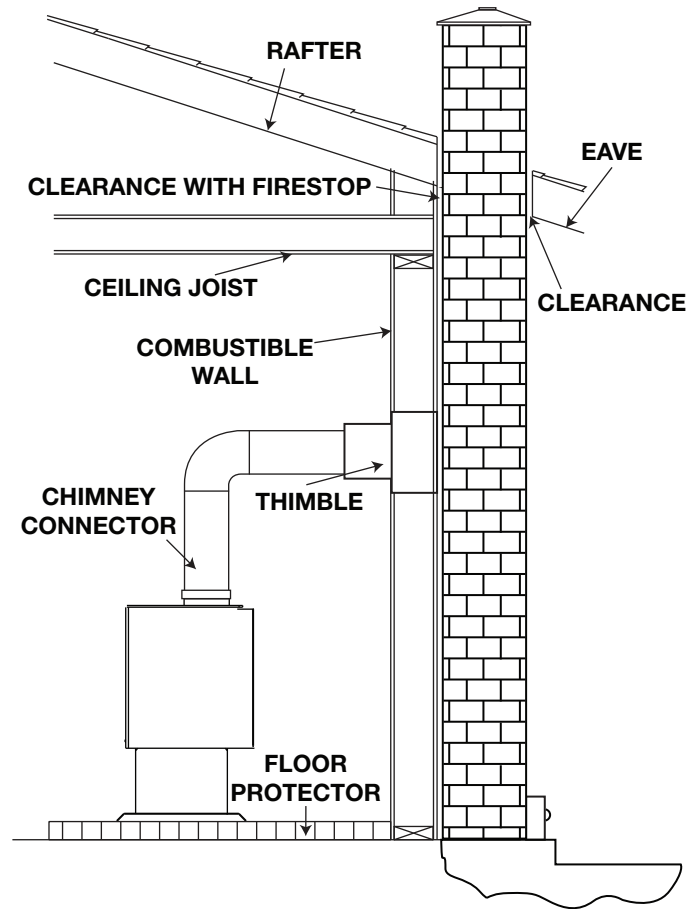 RAFTER
EAVE
CLEARANCE WITH FIRESTOP
CEILING JOIST
CLEARANCE
COMBUSTIBLE
WALL
CHIMNEY
CONNECTOR
THIMBLE
FLOOR
PROTECTOR